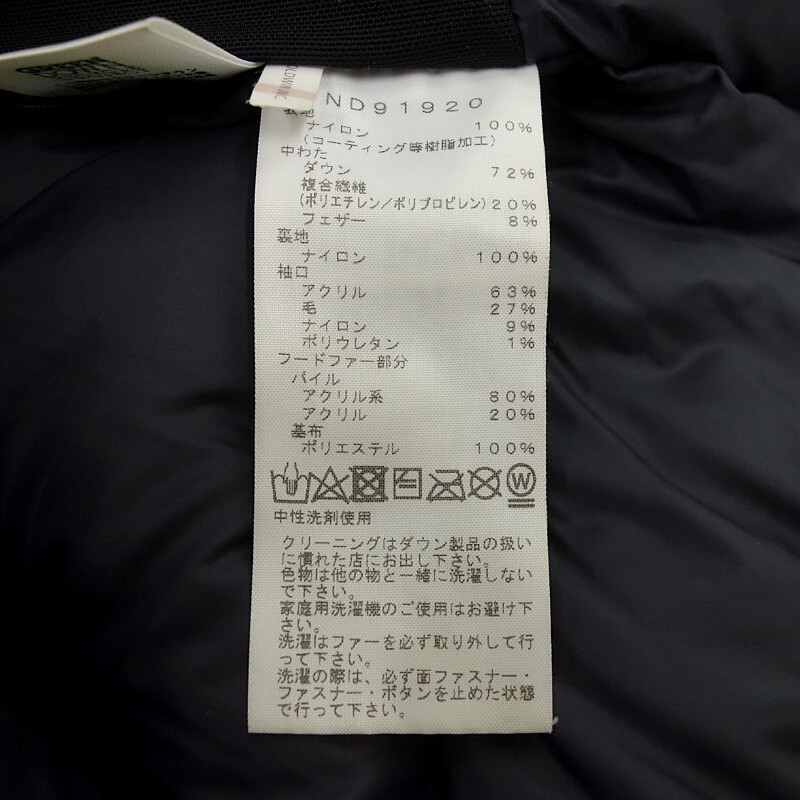 GOLDWINC
ND91920
表地
ナイロン 100%
(コーティング等樹脂加工)
中わた
ダウン 72%
複合繊維
(ポリエチレン/ポリプロピレン) 20%
フェザー 8%
裏地
ナイロン 100%
袖口
アクリル 63%
毛 27%
ナイロン 9%
ポリウレタン 1%
フードファー部分
パイル
アクリル系 80%
アクリル 20%
基布
ポリエステル 100%
W
中性洗剤使用
クリーニングはダウン製品の扱い
に慣れた店にお出し下さい。
色物は他の物と一緒に洗濯しない
で下さい。
家庭用洗濯機のご使用はお避け下
さい。
洗濯はファーを必ず取り外して行
って下さい。
洗濯の際は、必ず面ファスナー・
ファスナー・ボタンを止めた状態
で行って下さい。